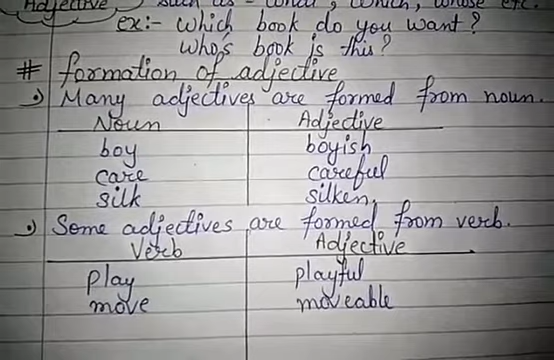 Adjective such as - what, which, whose etc.
ex:- which book do you want?
who's book is this?
# formation of adjective
Many adjectives are formed from noun.
Noun Adjective
boy boyish
care careful
silk silken
Some adjectives are formed from verb.
Verb Adjective
play playful
move moveable